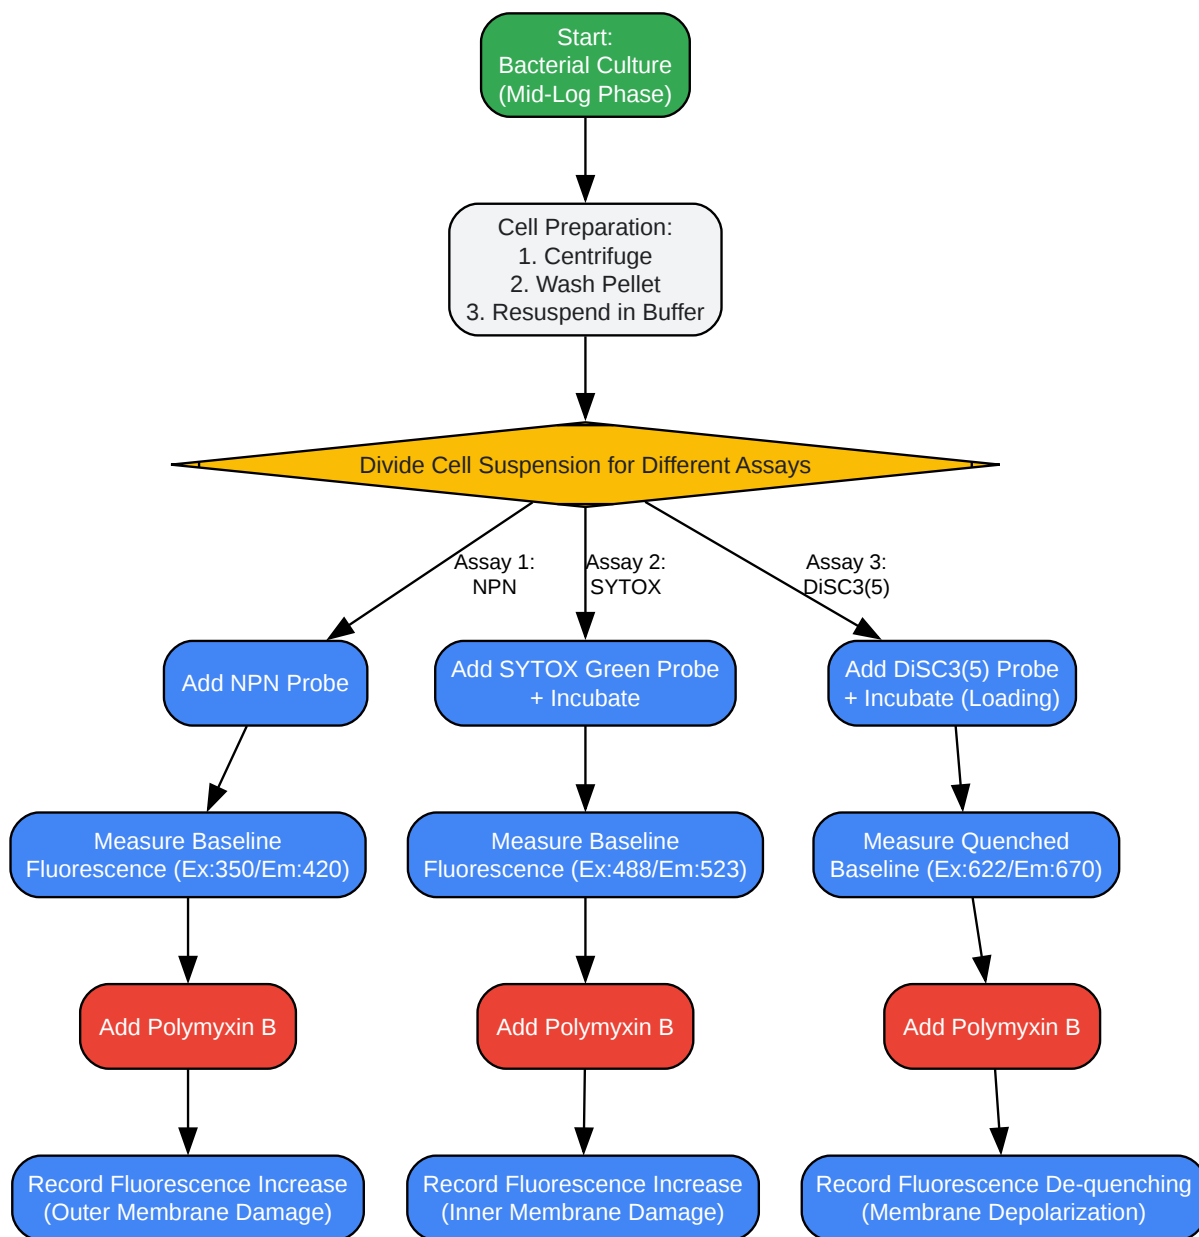 Start:
Bacterial Culture
(Mid-Log Phase)
Cell Preparation:
1. Centrifuge
2. Wash Pellet
3. Resuspend in Buffer
Divide Cell Suspension for Different Assays
Assay 1:
NPN
Assay 2:
SYTOX
Assay 3:
DiSC3(5)
Add NPN Probe
Add SYTOX Green Probe
+ Incubate
Add DiSC3(5) Probe
+ Incubate (Loading)
Measure Baseline
Fluorescence (Ex:350/Em:420)
Measure Baseline
Fluorescence (Ex:488/Em:523)
Measure Quenched
Baseline (Ex:622/Em:670)
Add Polymyxin B
Add Polymyxin B
Add Polymyxin B
Record Fluorescence Increase
(Outer Membrane Damage)
Record Fluorescence Increase
(Inner Membrane Damage)
Record Fluorescence De-quenching
(Membrane Depolarization)